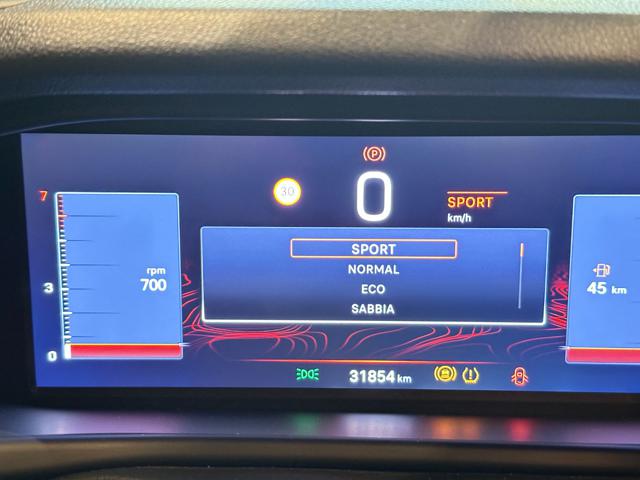 P
30
0
SPORT
km/h
7
3
0
rpm
700
SPORT
NORMAL
ECO
SABBIA
45 km
31854 km